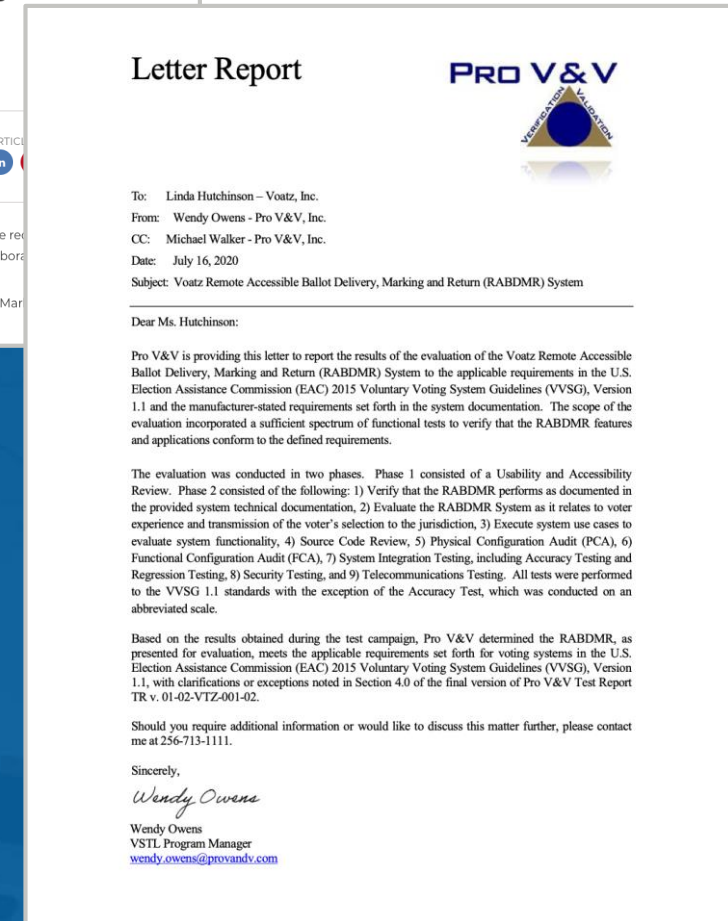 Letter Report
PRO V&V
VERIFICATION
VALIDATION
To: Linda Hutchinson – Voatz, Inc.
From: Wendy Owens - Pro V&V, Inc.
CC: Michael Walker - Pro V&V, Inc.
Date: July 16, 2020
Subject: Voatz Remote Accessible Ballot Delivery, Marking and Return (RABDMR) System
Dear Ms. Hutchinson:
Pro V&V is providing this letter to report the results of the evaluation of the Voatz Remote Accessible
Ballot Delivery, Marking and Return (RABDMR) System to the applicable requirements in the U.S.
Election Assistance Commission (EAC) 2015 Voluntary Voting System Guidelines (VVSG), Version
1.1 and the manufacturer-stated requirements set forth in the system documentation. The scope of the
evaluation incorporated a sufficient spectrum of functional tests to verify that the RABDMR features
and applications conform to the defined requirements.
The evaluation was conducted in two phases. Phase 1 consisted of a Usability and Accessibility
Review. Phase 2 consisted of the following: 1) Verify that the RABDMR performs as documented in
the provided system technical documentation, 2) Evaluate the RABDMR System as it relates to voter
experience and transmission of the voter's selection to the jurisdiction, 3) Execute system use cases to
evaluate system functionality, 4) Source Code Review, 5) Physical Configuration Audit (PCA), 6)
Functional Configuration Audit (FCA), 7) System Integration Testing, including Accuracy Testing and
Regression Testing, 8) Security Testing, and 9) Telecommunications Testing. All tests were performed
to the VVSG 1.1 standards with the exception of the Accuracy Test, which was conducted on an
abbreviated scale.
Based on the results obtained during the test campaign, Pro V&V determined the RABDMR, as
presented for evaluation, meets the applicable requirements set forth for voting systems in the U.S.
Election Assistance Commission (EAC) 2015 Voluntary Voting System Guidelines (VVSG), Version
1.1, with clarifications or exceptions noted in Section 4.0 of the final version of Pro V&V Test Report
TR v. 01-02-VTZ-001-02.
Should you require additional information or would like to discuss this matter further, please contact
me at 256-713-1111.
Sincerely,
Wendy Owens
Wendy Owens
VSTL Program Manager
wendy.owens@provandv.com